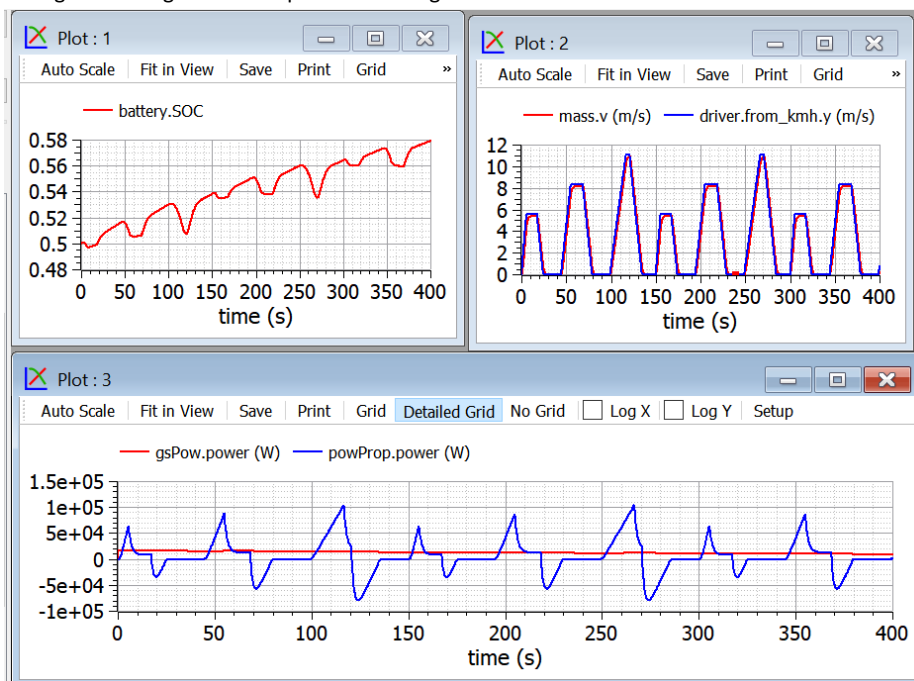 Plot : 1
Auto Scale Fit in View Save Print Grid »
battery.SOC
0.58
0.56
0.54
0.52
0.5
0.48
0 50 100 150 200 250 300 350 400
time (s)
Plot : 2
Auto Scale Fit in View Save Print Grid »
mass.v (m/s) driver.from_kmh.y (m/s)
12
10
8
6
4
2
0
0 50 100 150 200 250 300 350 400
time (s)
Plot : 3
Auto Scale Fit in View Save Print Grid Detailed Grid No Grid Log X Log Y Setup
gsPow.power (W) powProp.power (W)
1.5e+05
1e+05
5e+04
0
-5e+04
-1e+05
0 50 100 150 200 250 300 350 400
time (s)